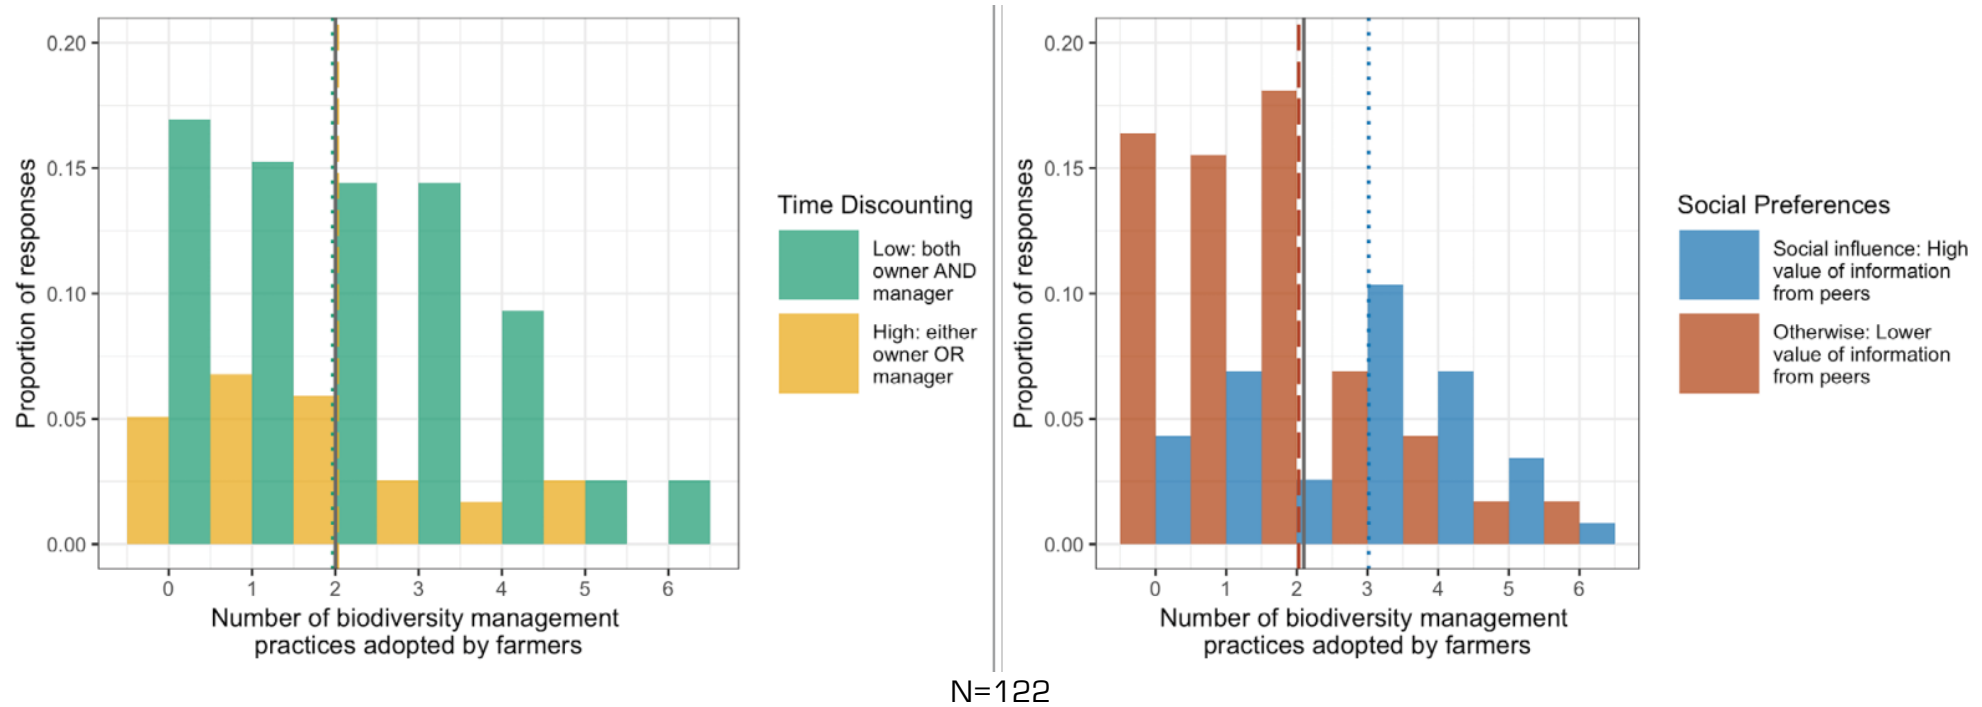 0.20
0.15
0.10
0.05
0.00
Proportion of responses
0 1 2 3 4 5 6
Number of biodiversity management
practices adopted by farmers
Time Discounting
Low: both
owner AND
manager
High: either
owner OR
manager
0.20
0.15
0.10
0.05
0.00
Proportion of responses
0 1 2 3 4 5 6
Number of biodiversity management
practices adopted by farmers
Social Preferences
Social influence: High
value of information
from peers
Otherwise: Lower
value of information
from peers
N=122